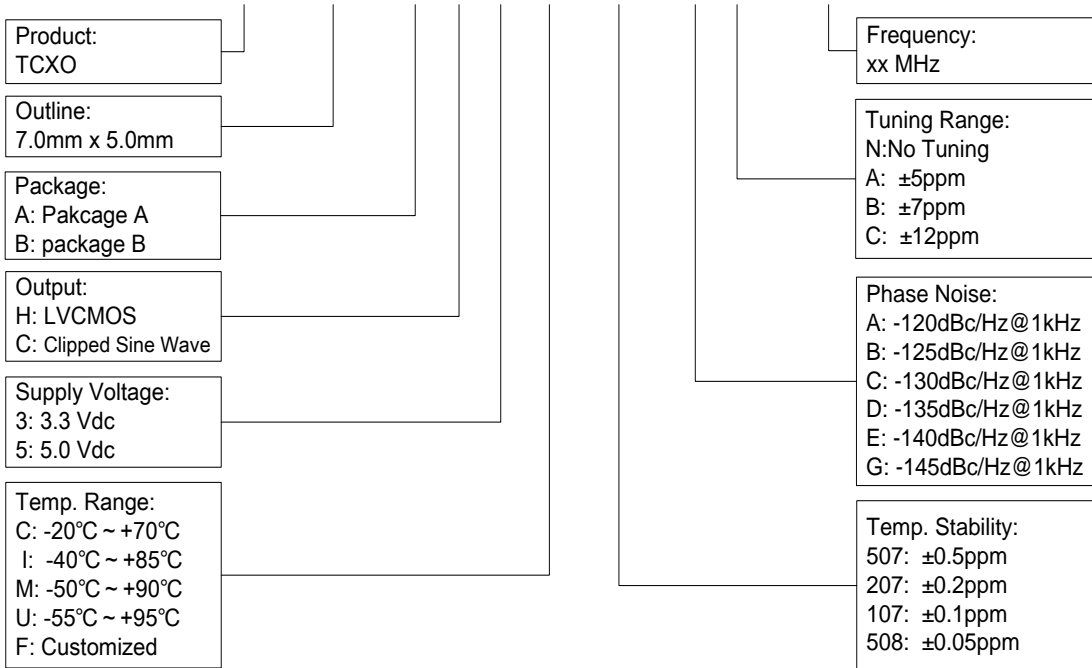 Product:
TCXO
Outline:
7.0mm x 5.0mm
Package:
A: Pakcage A
B: package B
Output:
H: LVCMOS
C: Clipped Sine Wave
Supply Voltage:
3: 3.3 Vdc
5: 5.0 Vdc
Temp. Range:
C: -20℃ ~ +70℃
I: -40℃ ~ +85℃
M: -50℃ ~ +90℃
U: -55℃ ~ +95℃
F: Customized
Frequency:
xx MHz
Tuning Range:
N:No Tuning
A: ±5ppm
B: ±7ppm
C: ±12ppm
Phase Noise:
A: -120dBc/Hz@1kHz
B: -125dBc/Hz@1kHz
C: -130dBc/Hz@1kHz
D: -135dBc/Hz@1kHz
E: -140dBc/Hz@1kHz
G: -145dBc/Hz@1kHz
Temp. Stability:
507: ±0.5ppm
207: ±0.2ppm
107: ±0.1ppm
508: ±0.05ppm